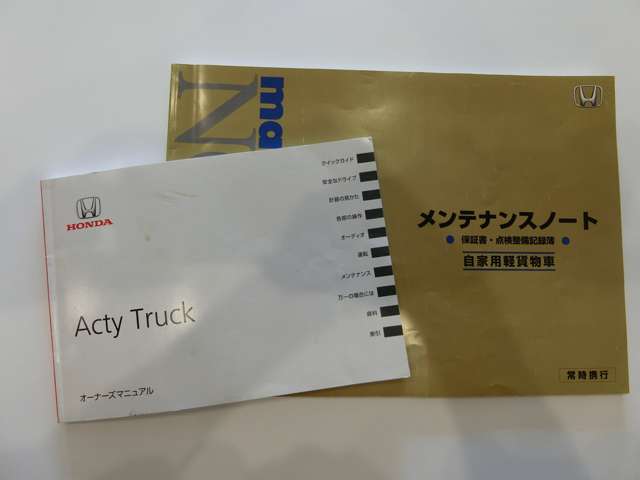 HONDA
Acty Truck
オーナーズマニュアル
クイックガイド
安全なドライブ
計器の見かた
各部の操作
オーディオ
運転
メンテナンス
万一の場合には
資料
索引
ma
N
メンテナンスノート
保証書・点検整備記録簿
自家用軽貨物車
常時携行